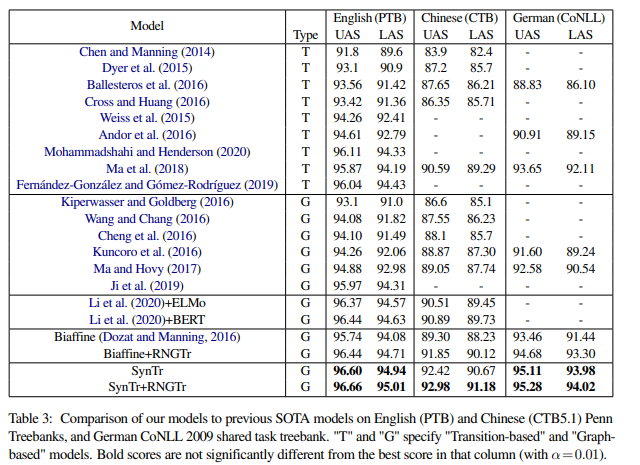 Model Type English (PTB) Chinese (CTB) German (CoNLL)
UAS LAS UAS LAS UAS LAS
Chen and Manning (2014) T 91.8 89.6 83.9 82.4 - -
Dyer et al. (2015) T 93.1 90.9 87.2 85.7 - -
Ballesteros et al. (2016) T 93.56 91.42 87.65 86.21 88.83 86.10
Cross and Huang (2016) T 93.42 91.36 86.35 85.71 - -
Weiss et al. (2015) T 94.26 92.41 - - - -
Andor et al. (2016) T 94.61 92.79 - - 90.91 89.15
Mohammadshahi and Henderson (2020) T 96.11 94.33 - - - -
Ma et al. (2018) T 95.87 94.19 90.59 89.29 93.65 92.11
Fernández-González and Gómez-Rodríguez (2019) T 96.04 94.43 - - - -
Kiperwasser and Goldberg (2016) G 93.1 91.0 86.6 85.1 - -
Wang and Chang (2016) G 94.08 91.82 87.55 86.23 - -
Cheng et al. (2016) G 94.10 91.49 88.1 85.7 - -
Kuncoro et al. (2016) G 94.26 92.06 88.87 87.30 91.60 89.24
Ma and Hovy (2017) G 94.88 92.98 89.05 87.74 92.58 90.54
Ji et al. (2019) G 95.97 94.31 - - - -
Li et al. (2020)+ELMo G 96.37 94.57 90.51 89.45 - -
Li et al. (2020)+BERT G 96.44 94.63 90.89 89.73 - -
Biaffine (Dozat and Manning, 2016) G 95.74 94.08 89.30 88.23 93.46 91.44
Biaffine+RNGTr G 96.44 94.71 91.85 90.12 94.68 93.30
SynTr G 96.60 94.94 92.42 90.67 95.11 93.98
SynTr+RNGTr G 96.66 95.01 92.98 91.18 95.28 94.02
Table 3: Comparison of our models to previous SOTA models on English (PTB) and Chinese (CTB5.1) Penn
Treebanks, and German CoNLL 2009 shared task treebank. "T" and "G" specify "Transition-based" and "Graph-
based" models. Bold scores are not significantly different from the best score in that column (with α=0.01).